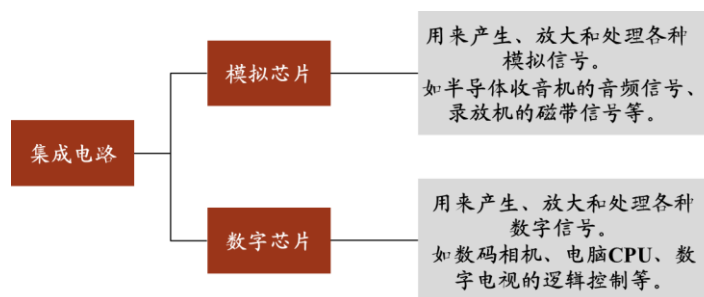 集成电路
模拟芯片
用来产生、放大和处理各种
模拟信号。
如半导体收音机的音频信号、
录放机的磁带信号等。
数字芯片
用来产生、放大和处理各种
数字信号。
如数码相机、电脑CPU、数
字电视的逻辑控制等。